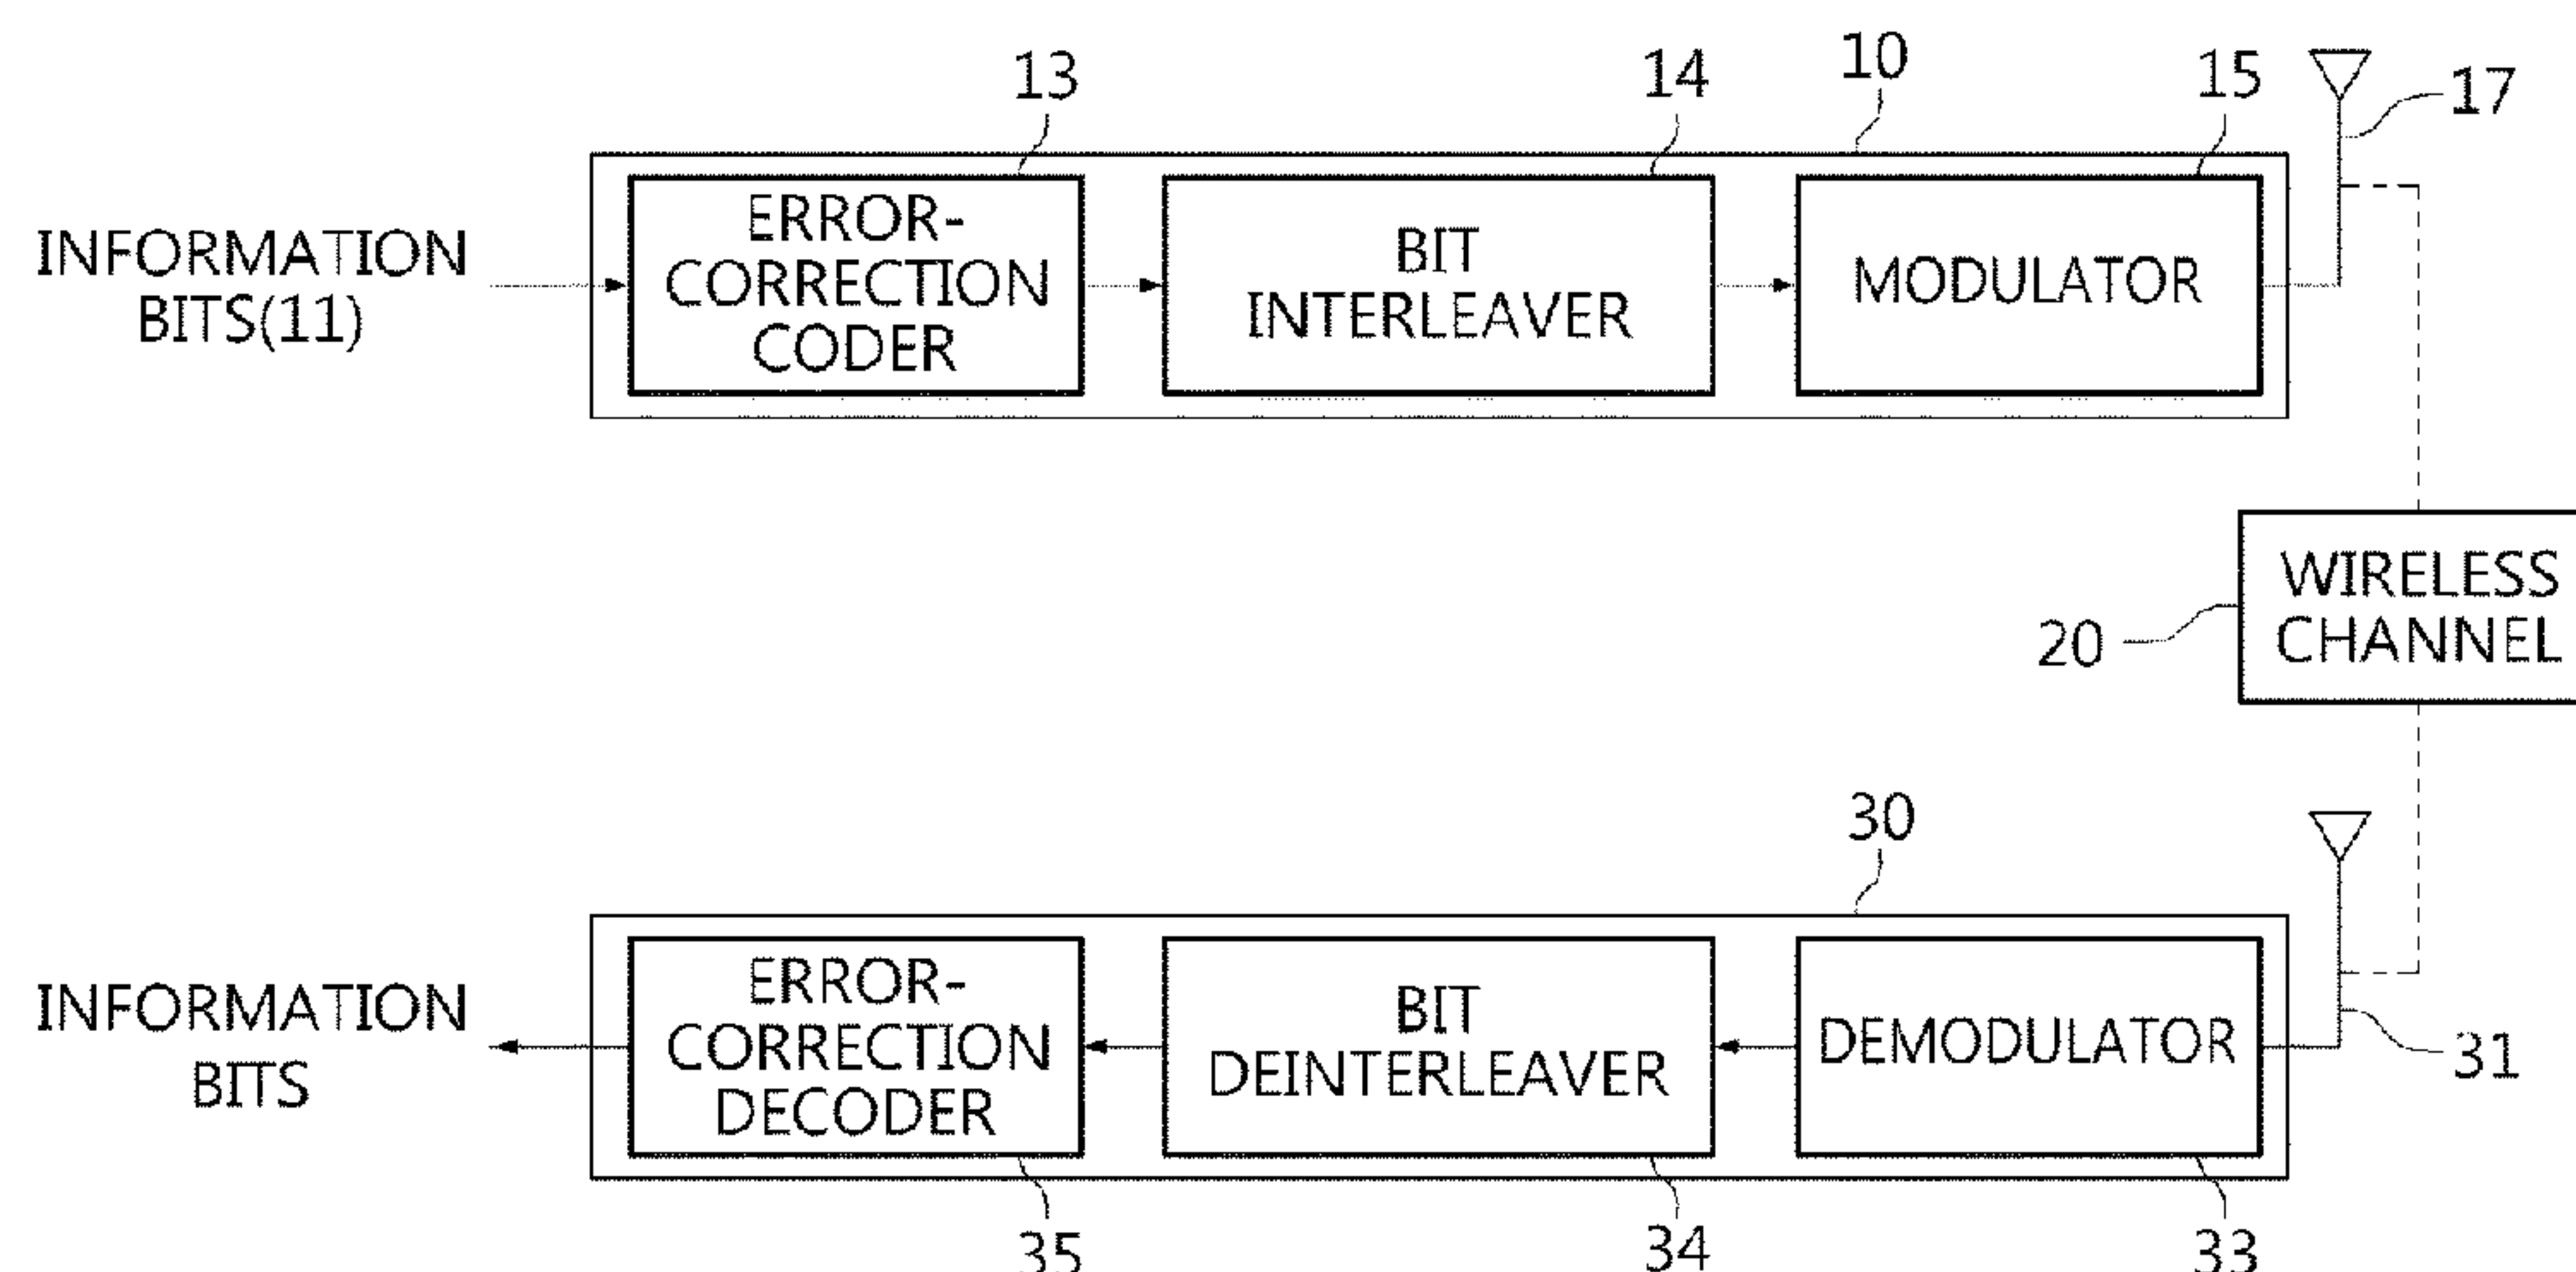 13
14
10
15
17
INFORMATION
BITS(11)
ERROR-
CORRECTION
CODER
BIT
INTERLEAVER
MODULATOR
WIRELESS
CHANNEL
20
30
INFORMATION
BITS
ERROR-
CORRECTION
DECODER
BIT
DEINTERLEAVER
DEMODULATOR
31
35
34
33